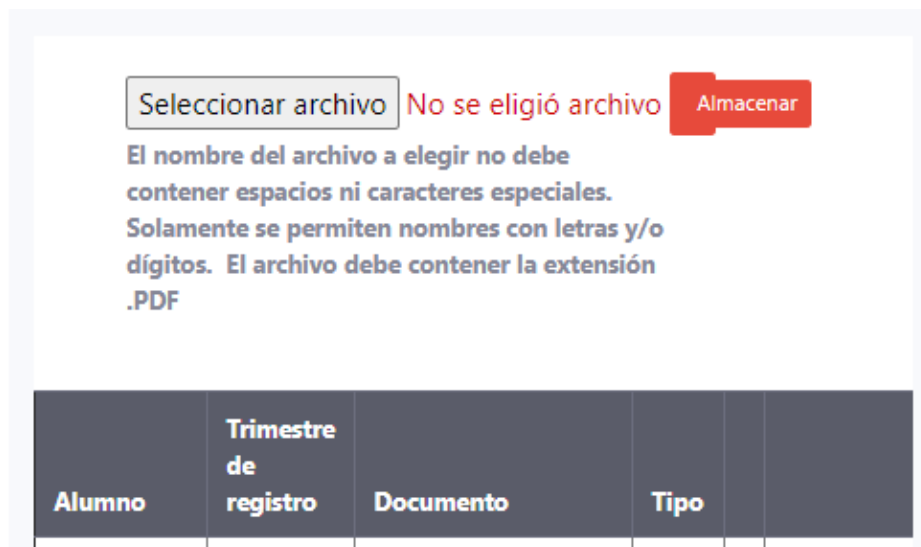 Seleccionar archivo No se eligió archivo Almacenar
El nombre del archivo a elegir no debe
contener espacios ni caracteres especiales.
Solamente se permiten nombres con letras y/o
dígitos.  El archivo debe contener la extensión
.PDF
Trimestre
de
Alumno registro Documento Tipo